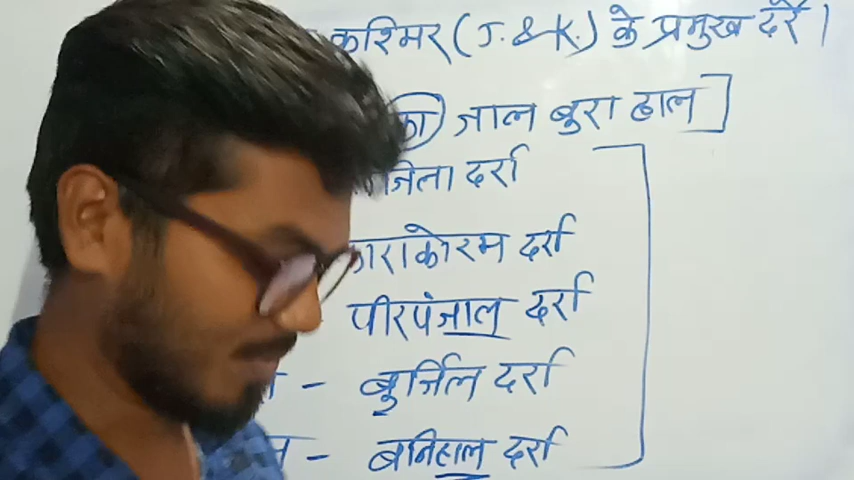 कश्मिर (J.&K.) के प्रमुख दर्रे।
का जाल बुरा हाल]
दर्रा
काराकोरम दर्रा
पीरपंजाल दर्रा
- बुर्जिल दर्रा
- बनिहाल दर्रा